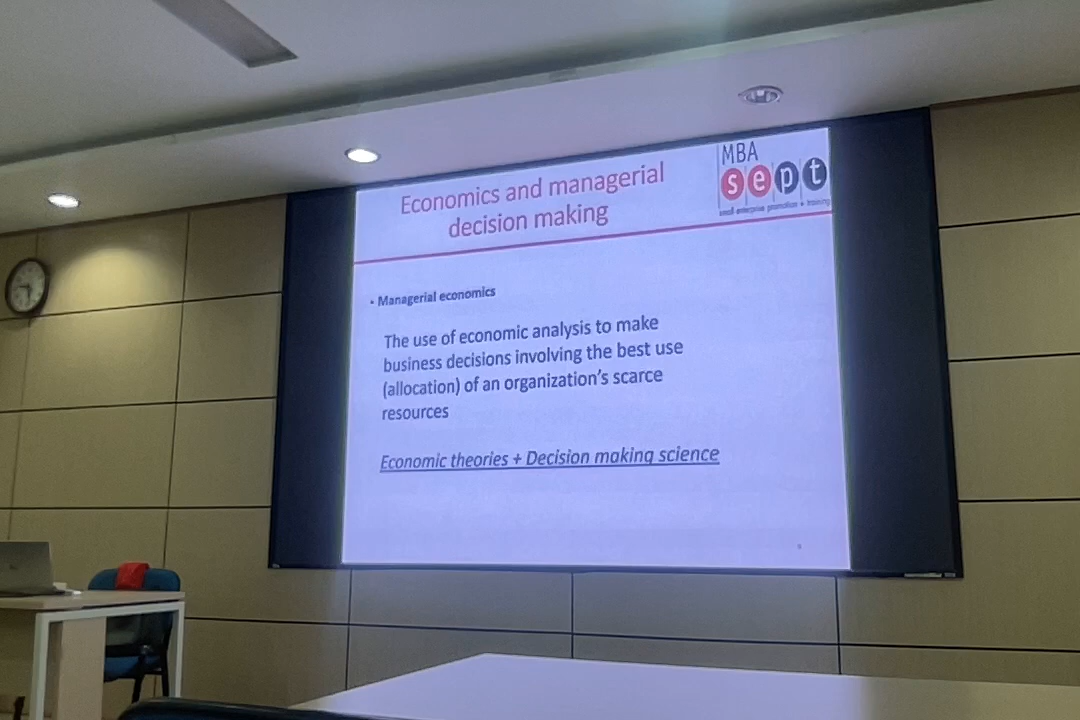 Economics and managerial
decision making
MBA
sept
small enterprise promotion + training
• Managerial economics
The use of economic analysis to make
business decisions involving the best use
(allocation) of an organization's scarce
resources
Economic theories + Decision making science